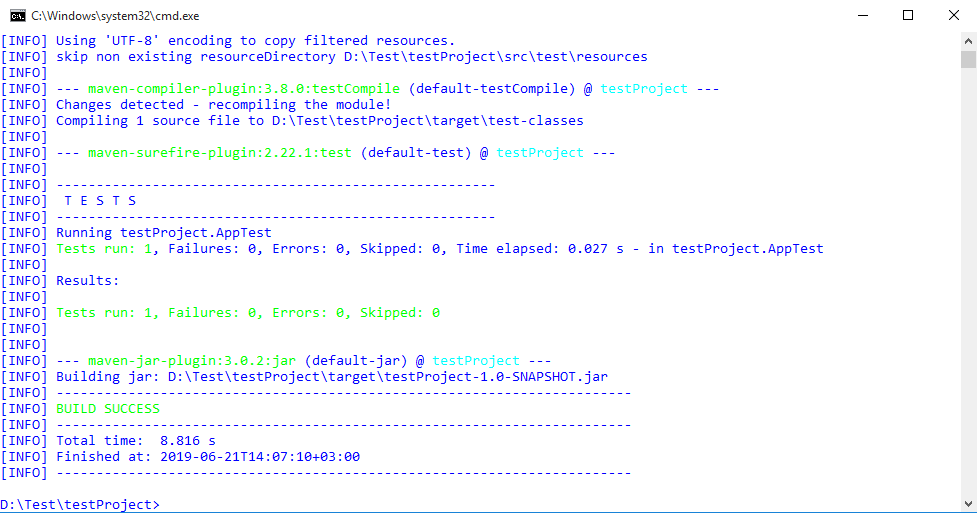 C:\Windows\system32\cmd.exe
[INFO] Using 'UTF-8' encoding to copy filtered resources.
[INFO] skip non existing resourceDirectory D:\Test\testProject\src\test\resources
[INFO]
[INFO] --- maven-compiler-plugin:3.8.0:testCompile (default-testCompile) @ testProject ---
[INFO] Changes detected - recompiling the module!
[INFO] Compiling 1 source file to D:\Test\testProject\target\test-classes
[INFO]
[INFO] --- maven-surefire-plugin:2.22.1:test (default-test) @ testProject ---
[INFO]
[INFO] -------------------------------------------------------
[INFO]  T E S T S
[INFO] -------------------------------------------------------
[INFO] Running testProject.AppTest
[INFO] Tests run: 1, Failures: 0, Errors: 0, Skipped: 0, Time elapsed: 0.027 s - in testProject.AppTest
[INFO]
[INFO] Results:
[INFO]
[INFO] Tests run: 1, Failures: 0, Errors: 0, Skipped: 0
[INFO]
[INFO]
[INFO] --- maven-jar-plugin:3.0.2:jar (default-jar) @ testProject ---
[INFO] Building jar: D:\Test\testProject\target\testProject-1.0-SNAPSHOT.jar
[INFO] ------------------------------------------------------------------------
[INFO] BUILD SUCCESS
[INFO] ------------------------------------------------------------------------
[INFO] Total time:  8.816 s
[INFO] Finished at: 2019-06-21T14:07:10+03:00
[INFO] ------------------------------------------------------------------------
D:\Test\testProject>